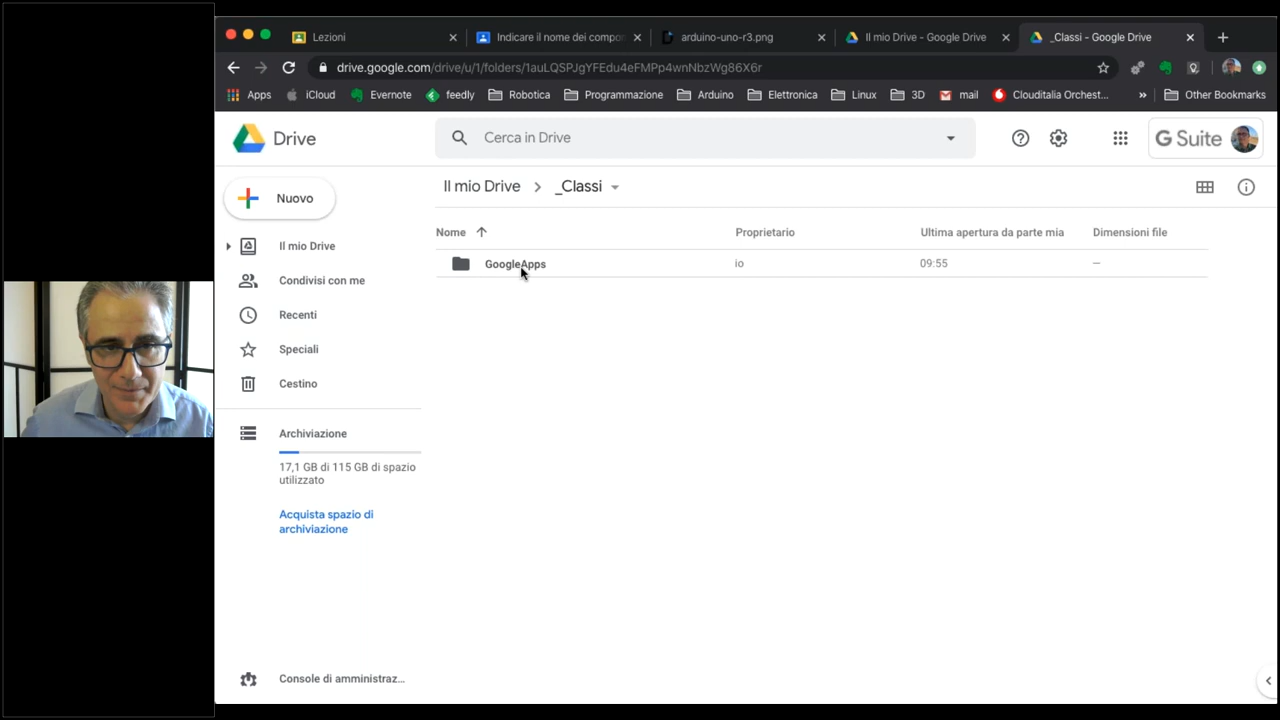 Lezioni
Indicare il nome dei compo
arduino-uno-r3.png
Il mio Drive - Google Drive
_Classi - Google Drive
drive.google.com/drive/u/1/folders/1auLQSPJgYFEdu4eFMPp4wnNbzWg86X6r
Apps
iCloud
Evernote
feedly
Robotica
Programmazione
Arduino
Elettronica
Linux
3D
mail
Clouditalia Orchest...
»
Other Bookmarks
Drive
Cerca in Drive
G Suite
Nuovo
Il mio Drive > _Classi
Nome
Proprietario
Ultima apertura da parte mia
Dimensioni file
GoogleApps
io
09:55
—
Il mio Drive
Condivisi con me
Recenti
Speciali
Cestino
Archiviazione
17,1 GB di 115 GB di spazio
utilizzato
Acquista spazio di
archiviazione
Console di amministraz...